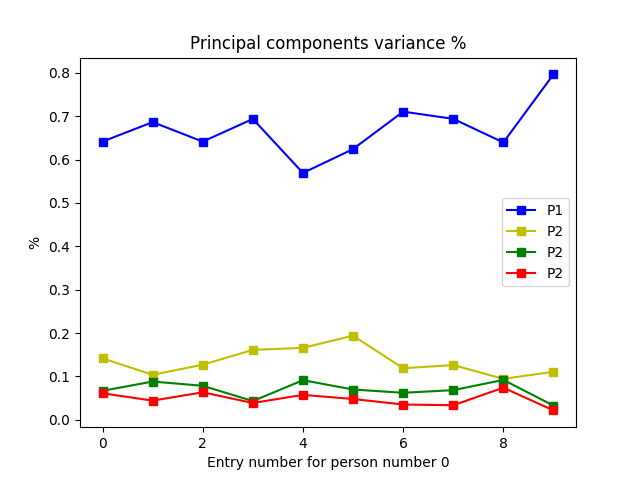 Principal components variance %
0.8
0.7
0.6
0.5
0.4
0.3
0.2
0.1
0.0
%
P1
P2
P2
P2
0 2 4 6 8
Entry number for person number 0